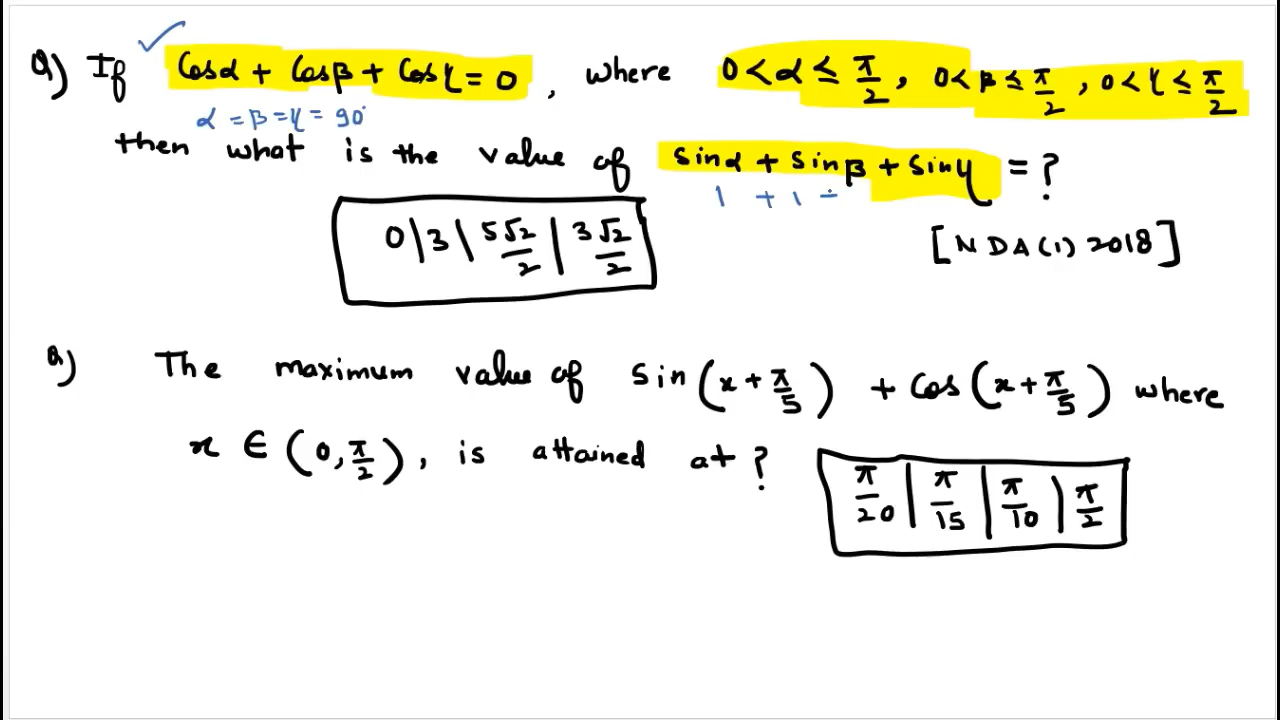 Q) If Cosα + Cosβ + Cosγ = 0, where 0 < α ≤ π/2, 0 < β ≤ π/2, 0 < γ ≤ π/2
α = β = γ = 90°
then what is the value of sinα + sinβ + sinγ = ?
1 + 1 +
0 | 3 | 5√2/2 | 3√2/2
[NDA(1) 2018]
Q) The maximum value of sin(x + π/5) + Cos(x + π/5) where
x ∈ (0, π/2), is attained at ?
π/20 | π/15 | π/10 | π/2